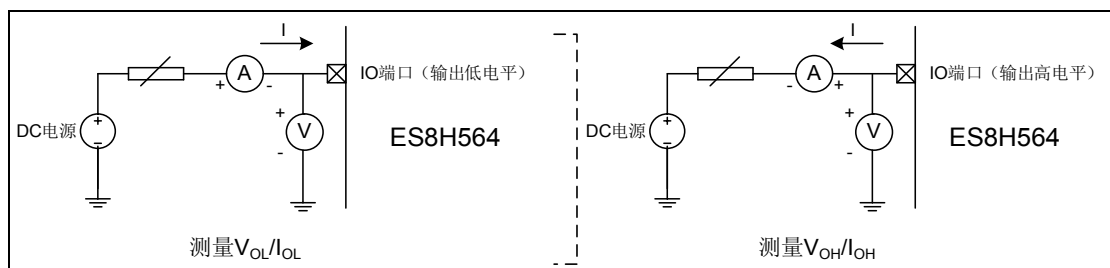 I
A
+
-
IO端口（输出低电平）
DC电源
+
-
+
V
-
ES8H564
测量VOL/IOL
I
A
-
+
IO端口（输出高电平）
DC电源
+
-
+
V
-
ES8H564
测量VOH/IOH